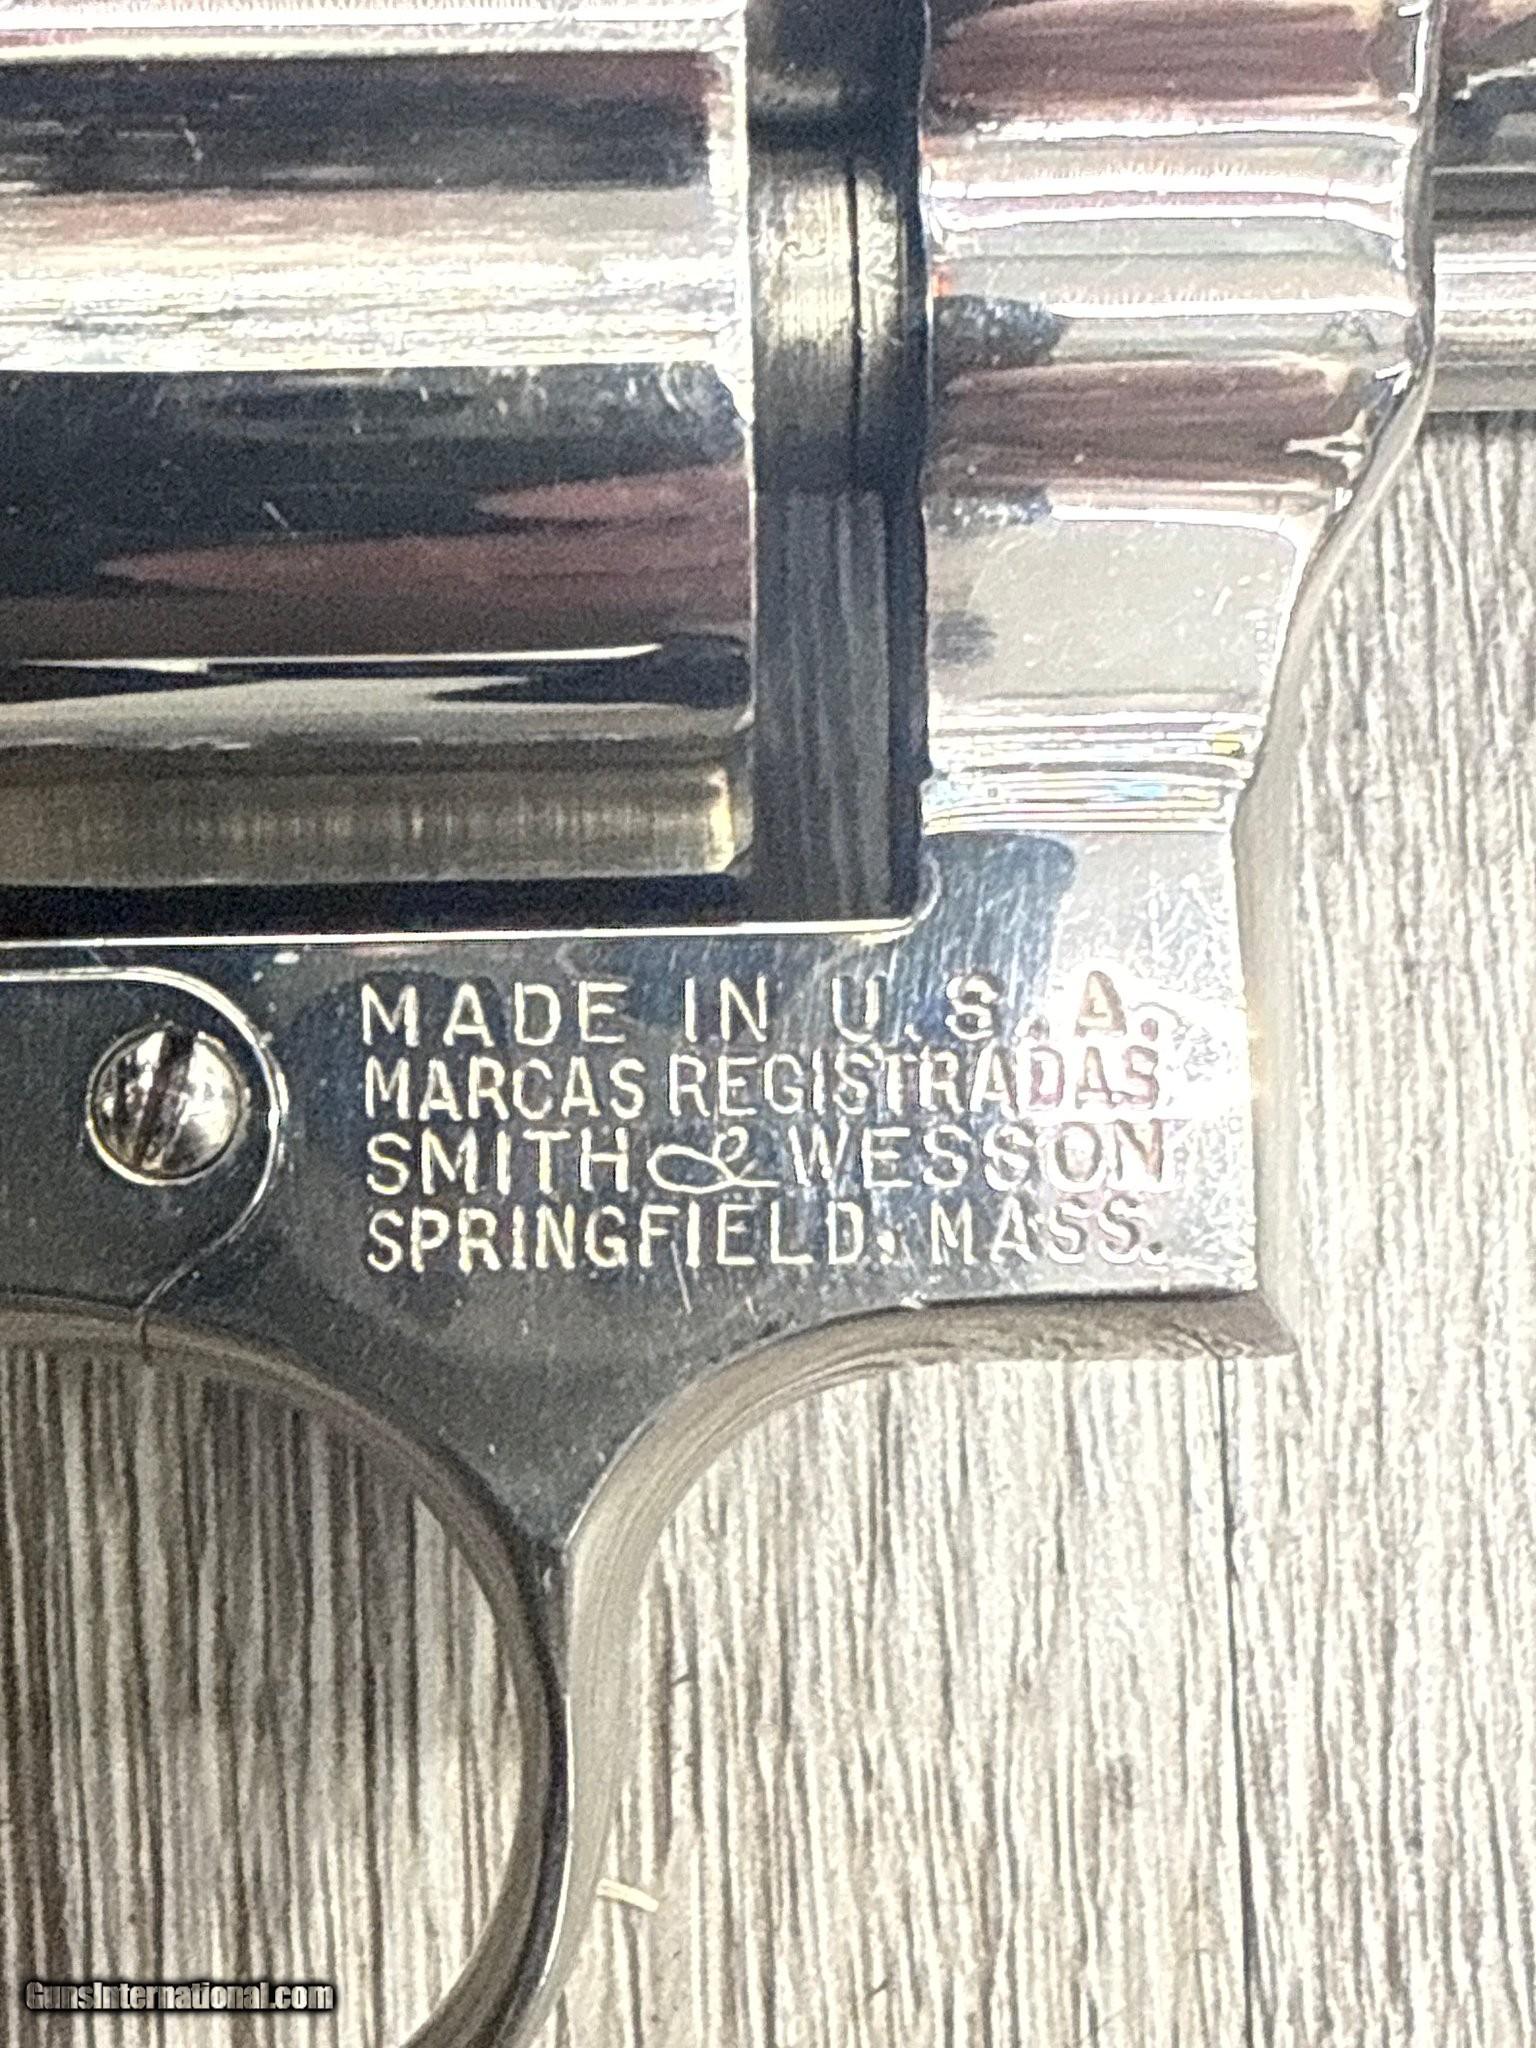 MADE IN U.S.A.
MARCAS REGISTRADAS
SMITH & WESSON
SPRINGFIELD, MASS.
GunsInternational.com